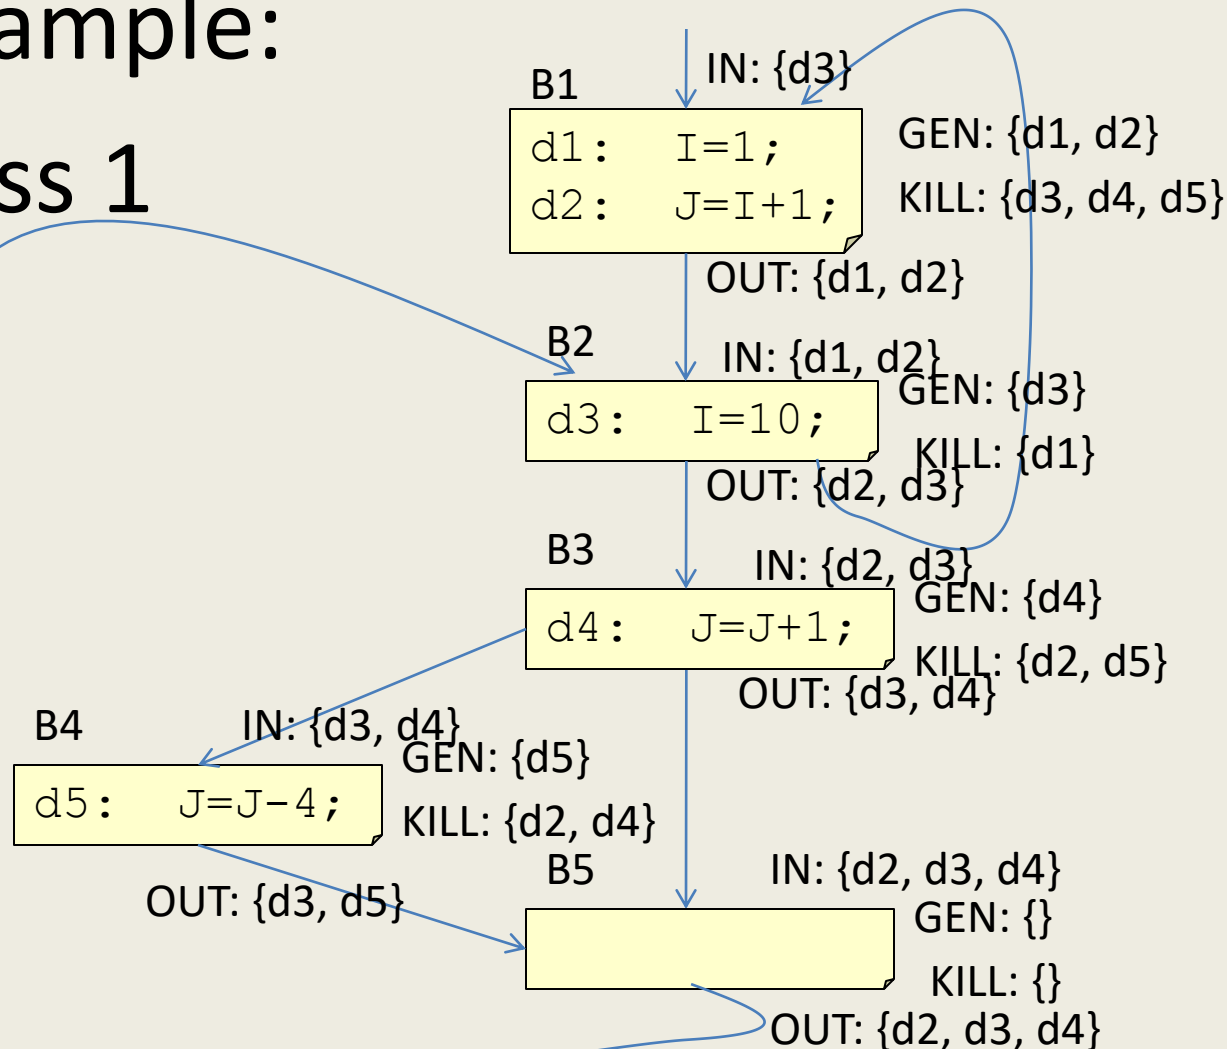 ample:
ss 1
B1
IN: {d3}
d1: I=1;
d2: J=I+1;
GEN: {d1, d2}
KILL: {d3, d4, d5}
OUT: {d1, d2}
B2
IN: {d1, d2}
d3: I=10;
GEN: {d3}
KILL: {d1}
OUT: {d2, d3}
B3
IN: {d2, d3}
d4: J=J+1;
GEN: {d4}
KILL: {d2, d5}
OUT: {d3, d4}
B4
IN: {d3, d4}
d5: J=J-4;
GEN: {d5}
KILL: {d2, d4}
OUT: {d3, d5}
B5
IN: {d2, d3, d4}
GEN: {}
KILL: {}
OUT: {d2, d3, d4}